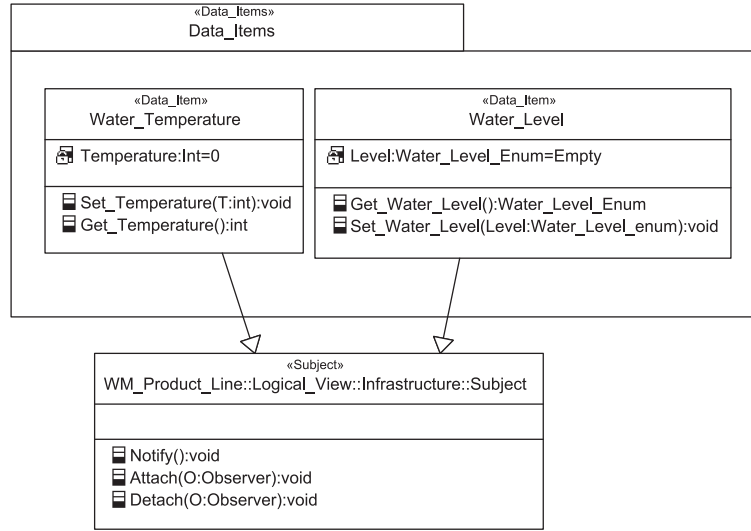 «Data_Items»
Data_Items
«Data_Item»
Water_Temperature
Temperature:Int=0
Set_Temperature(T:int):void
Get_Temperature():int
«Data_Item»
Water_Level
Level:Water_Level_Enum=Empty
Get_Water_Level():Water_Level_Enum
Set_Water_Level(Level:Water_Level_enum):void
«Subject»
WM_Product_Line::Logical_View::Infrastructure::Subject
Notify():void
Attach(O:Observer):void
Detach(O:Observer):void